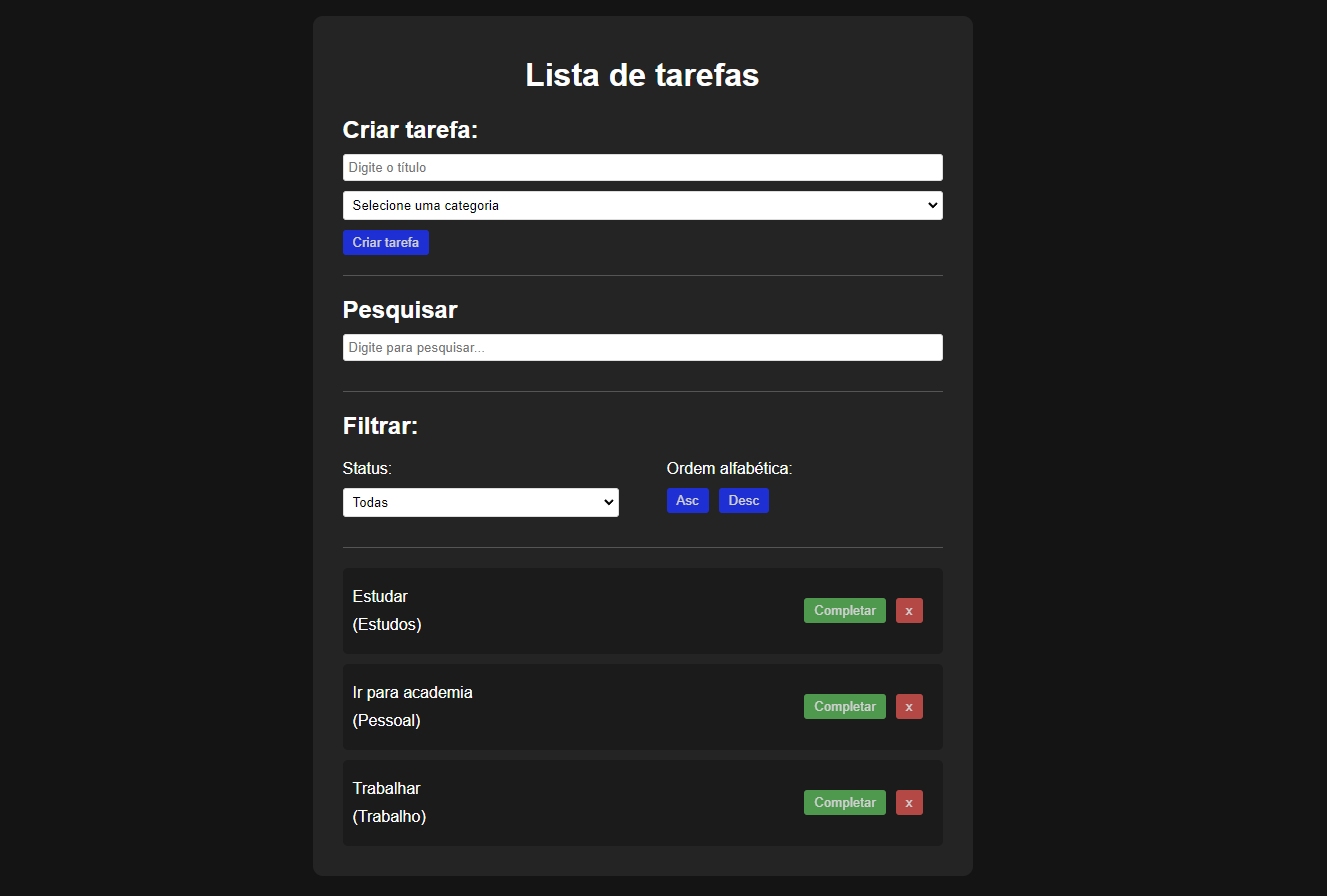 Lista de tarefas
Criar tarefa:
Digite o título
Selecione uma categoria
Criar tarefa
Pesquisar
Digite para pesquisar...
Filtrar:
Status:
Todas
Ordem alfabética:
Asc Desc
Estudar
(Estudos)
Completar x
Ir para academia
(Pessoal)
Completar x
Trabalhar
(Trabalho)
Completar x